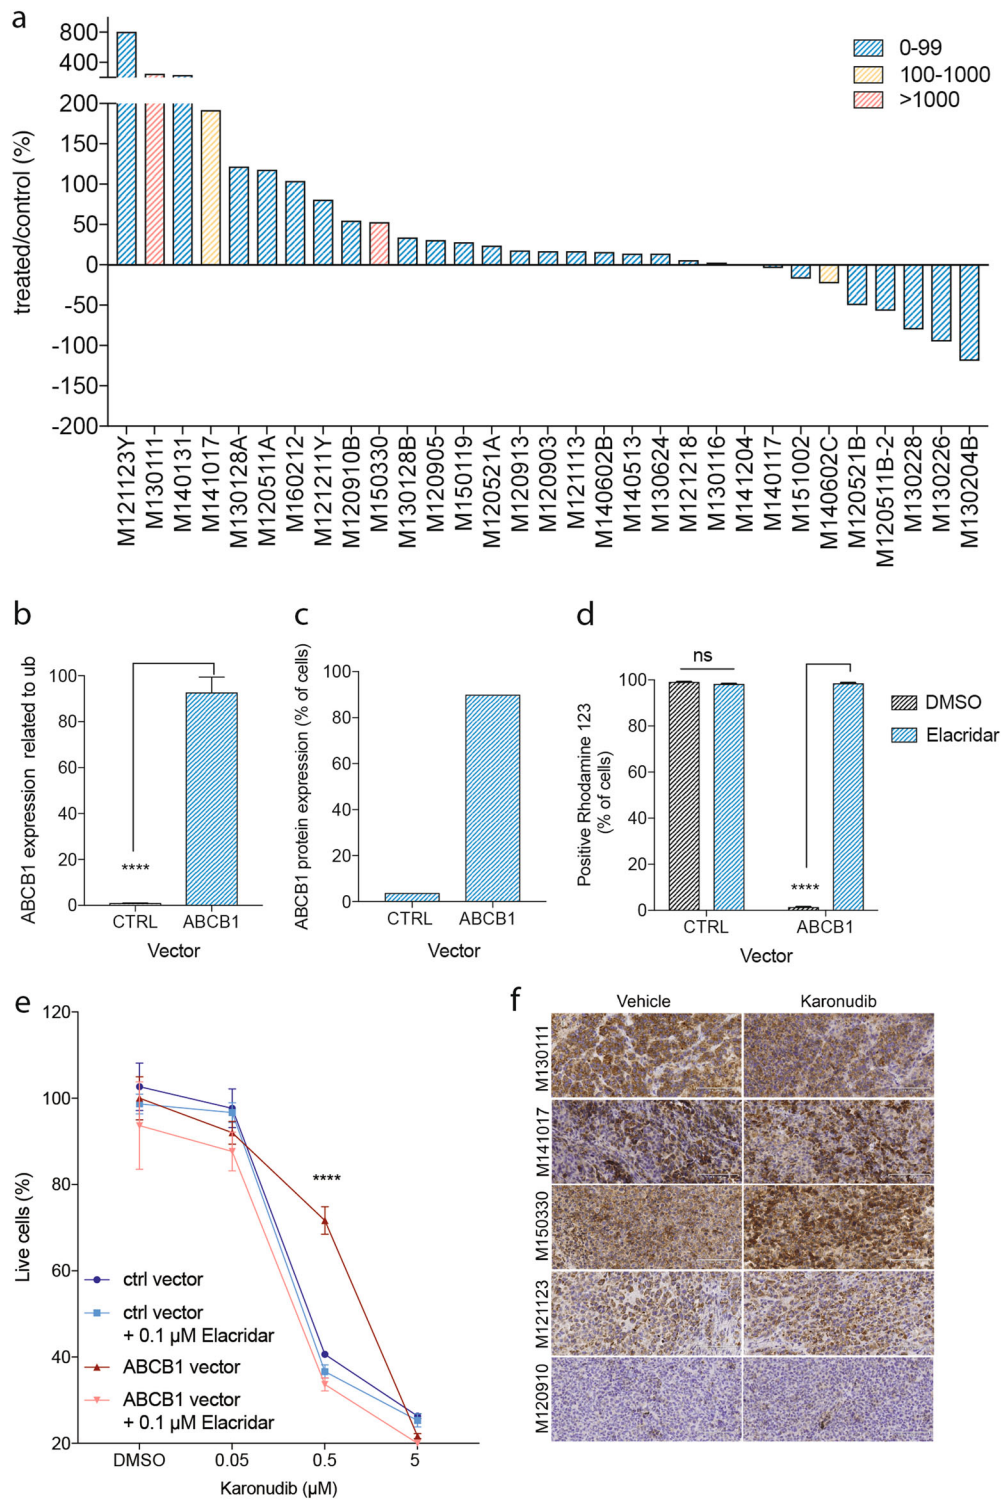 a
treated/control (%)
800
400
200
150
100
50
0
-50
-100
-150
-200
0-99
100-1000
>1000
M121123Y
M130111
M140131
M141017
M130128A
M120511A
M160212
M121211Y
M120910B
M150330
M130128B
M120905
M150119
M120521A
M120913
M120903
M121113
M140602B
M140513
M130624
M121218
M130116
M141204
M140117
M151002
M140602C
M120521B
M120511B-2
M130228
M130226
M130204B
b
ABCB1 expression related to ub
100
80
60
40
20
0
****
CTRL
ABCB1
Vector
c
ABCB1 protein expression (% of cells)
100
80
60
40
20
0
CTRL
ABCB1
Vector
d
Positive Rhodamine 123
(% of cells)
100
80
60
40
20
0
ns
****
DMSO
Elacridar
CTRL
ABCB1
Vector
e
Live cells (%)
120
100
80
60
40
20
****
ctrl vector
ctrl vector
+ 0.1 µM Elacridar
ABCB1 vector
ABCB1 vector
+ 0.1 µM Elacridar
DMSO
0.05
0.5
5
Karonudib (µM)
f
Vehicle
Karonudib
M130111
M141017
M150330
M121123
M120910